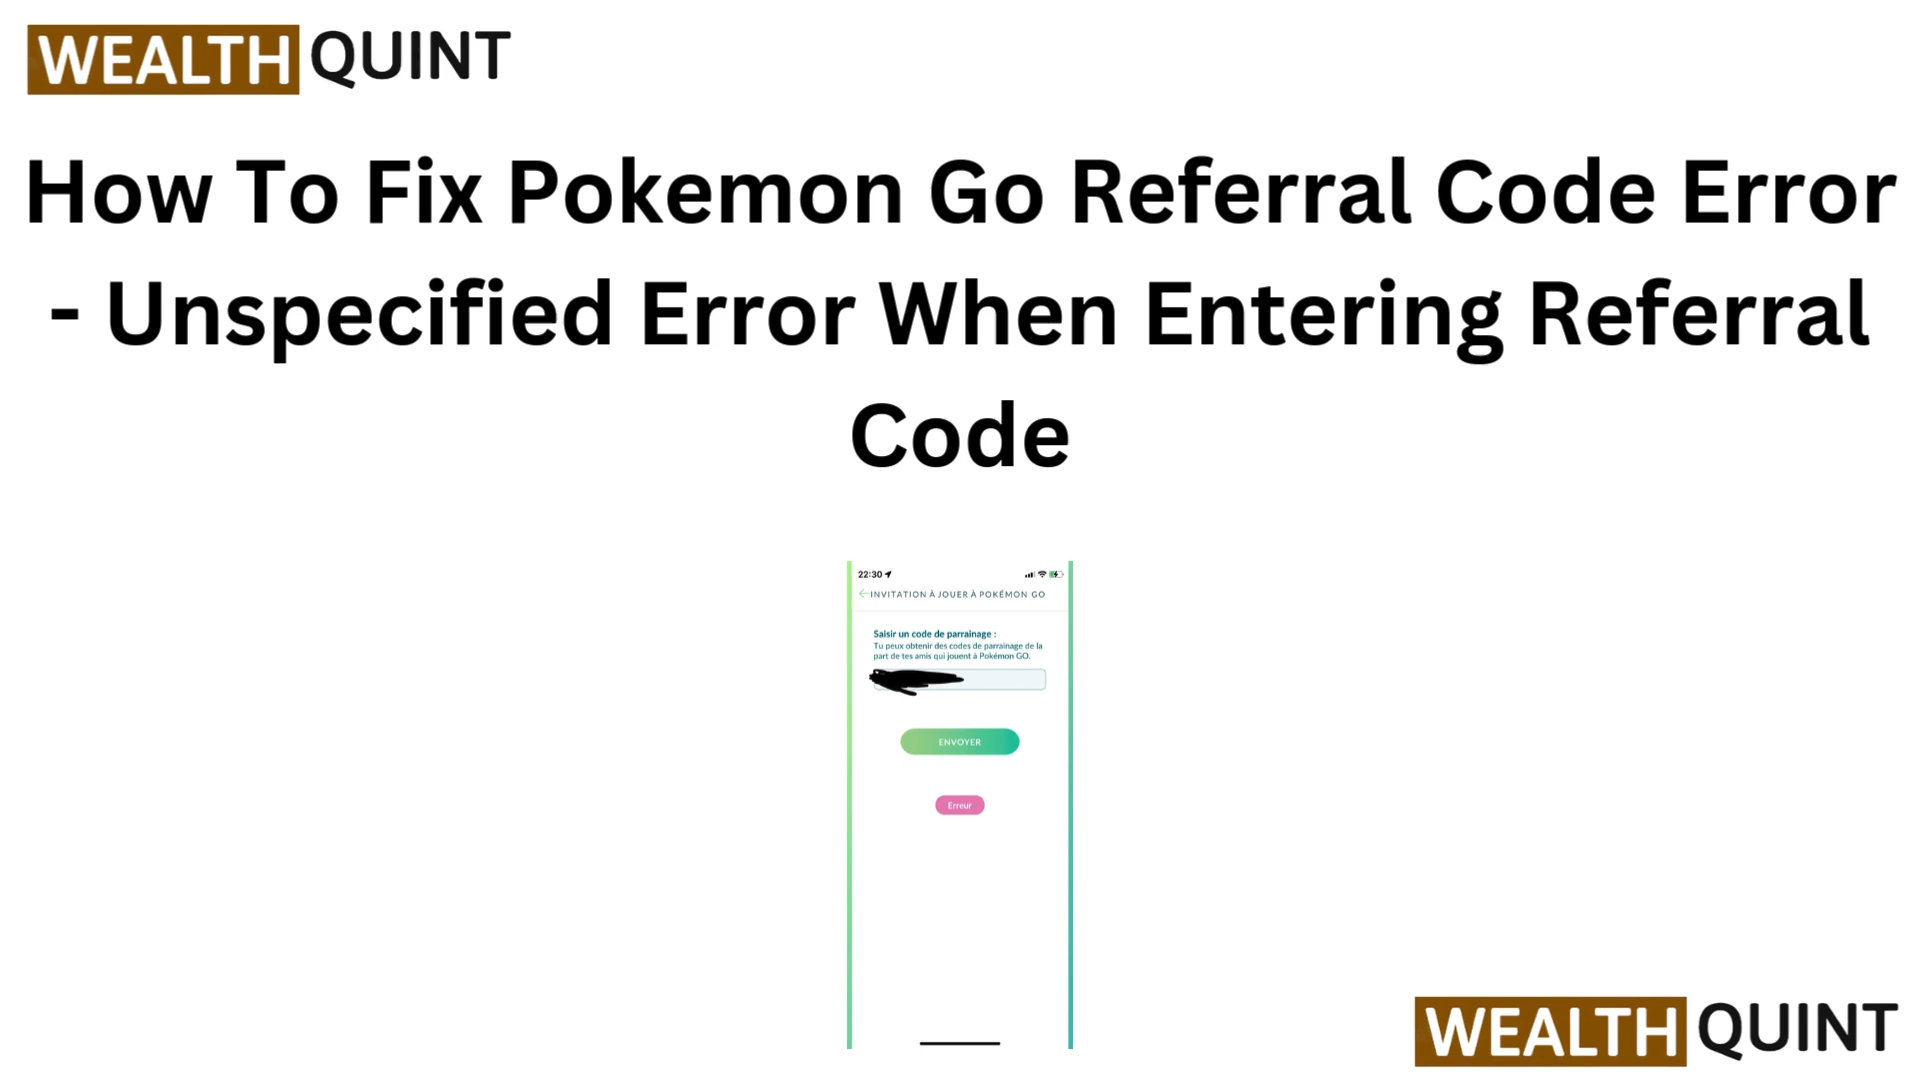 WEALTH QUINT
How To Fix Pokemon Go Referral Code Error
- Unspecified Error When Entering Referral
Code
22:30
INVITATION À JOUER À POKÉMON GO
Saisir un code de parrainage :
Tu peux obtenir des codes de parrainage de la
part de tes amis qui jouent à Pokémon GO.
ENVOYER
Erreur
WEALTH QUINT